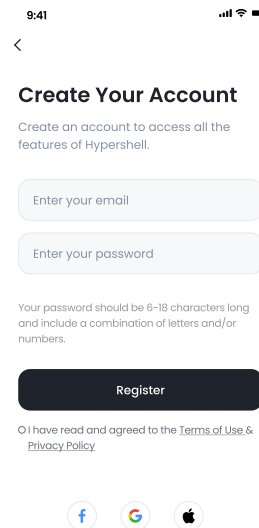 9:41
Create Your Account
Create an account to access all the
features of Hypershell.
Enter your email
Enter your password
Your password should be 6-18 characters long
and include a combination of letters and/or
numbers.
Register
I have read and agreed to the Terms of Use &
Privacy Policy